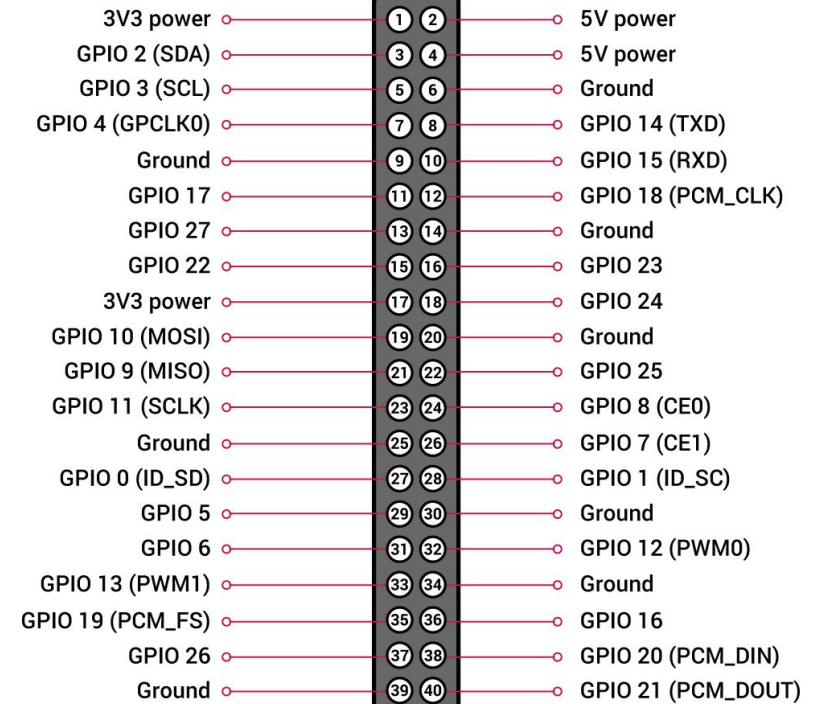 3V3 power 1 2 5V power
GPIO 2 (SDA) 3 4 5V power
GPIO 3 (SCL) 5 6 Ground
GPIO 4 (GPCLK0) 7 8 GPIO 14 (TXD)
Ground 9 10 GPIO 15 (RXD)
GPIO 17 11 12 GPIO 18 (PCM_CLK)
GPIO 27 13 14 Ground
GPIO 22 15 16 GPIO 23
3V3 power 17 18 GPIO 24
GPIO 10 (MOSI) 19 20 Ground
GPIO 9 (MISO) 21 22 GPIO 25
GPIO 11 (SCLK) 23 24 GPIO 8 (CE0)
Ground 25 26 GPIO 7 (CE1)
GPIO 0 (ID_SD) 27 28 GPIO 1 (ID_SC)
GPIO 5 29 30 Ground
GPIO 6 31 32 GPIO 12 (PWM0)
GPIO 13 (PWM1) 33 34 Ground
GPIO 19 (PCM_FS) 35 36 GPIO 16
GPIO 26 37 38 GPIO 20 (PCM_DIN)
Ground 39 40 GPIO 21 (PCM_DOUT)